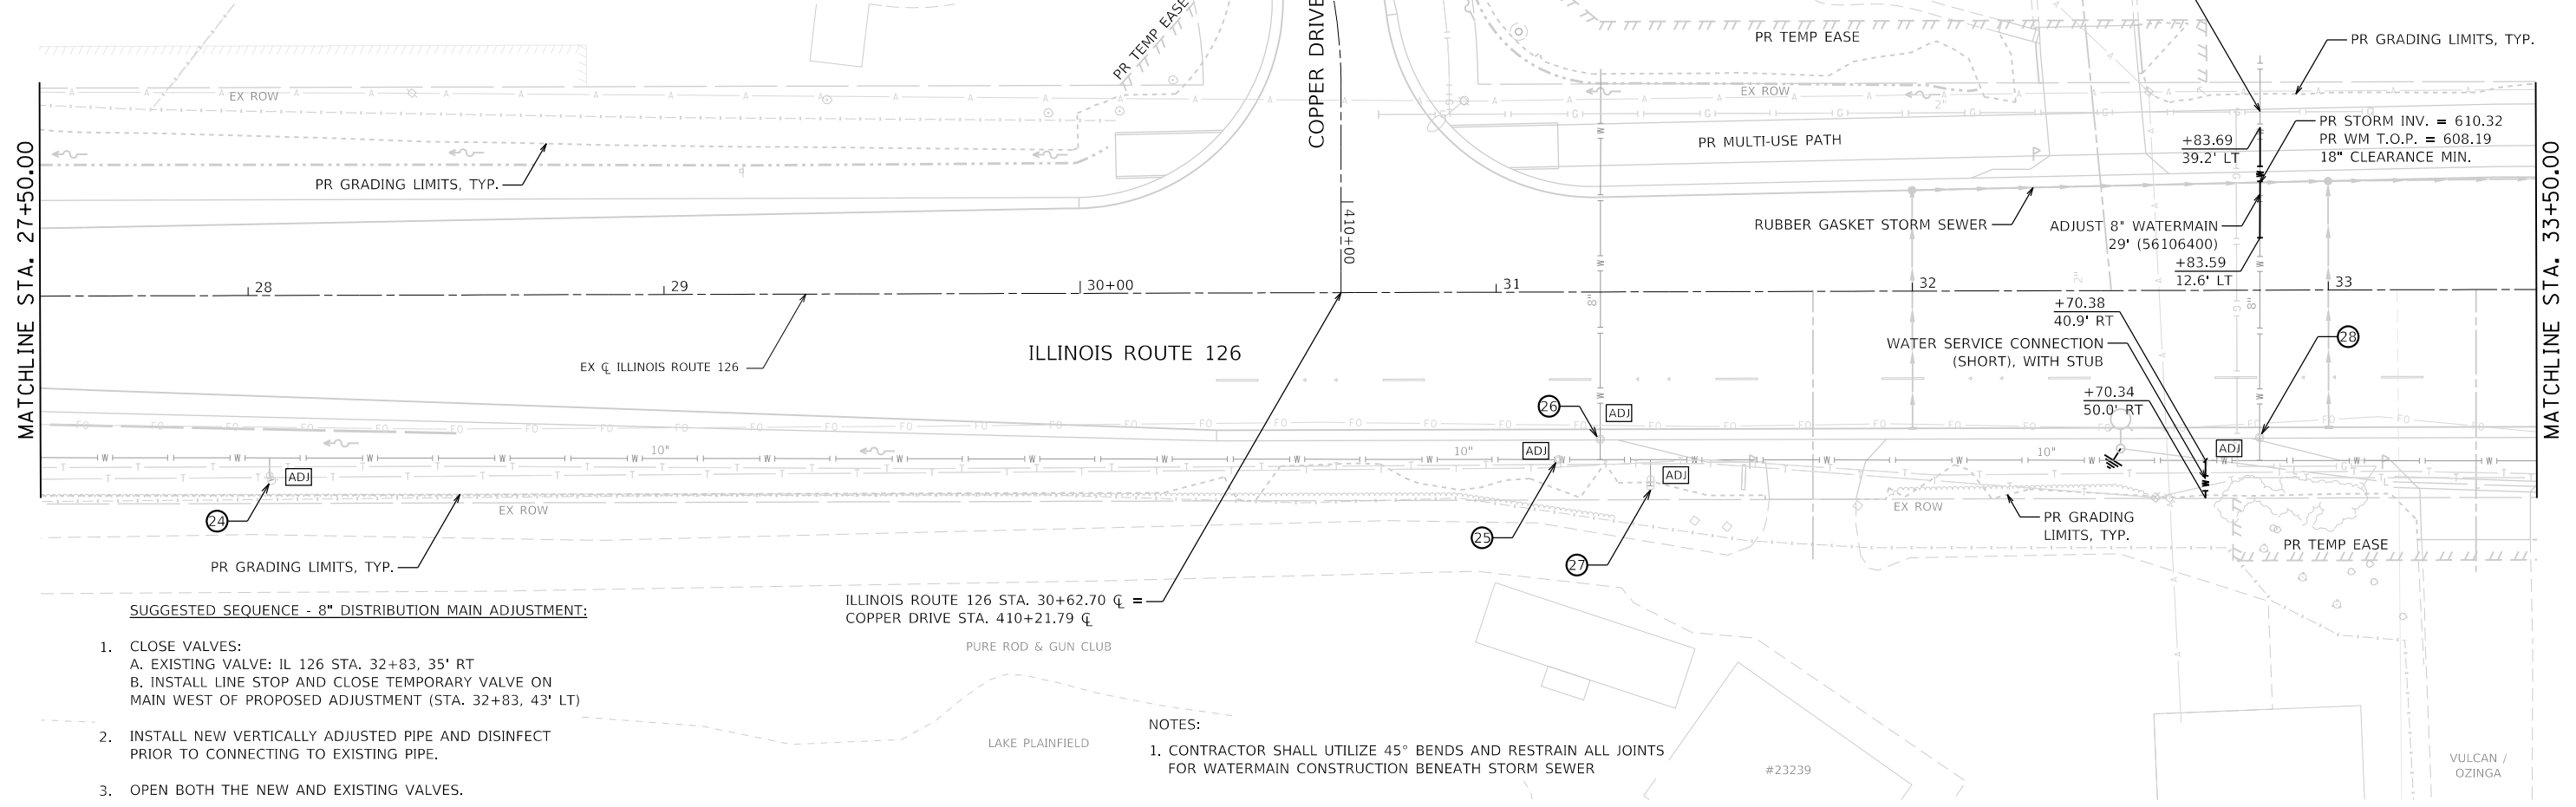 COPPER DRIVE
PR TEMP EASE
PR TEMP EASE
PR GRADING LIMITS, TYP.
EX ROW
EX ROW
2"
PR STORM INV. = 610.32
PR WM T.O.P. = 608.19
18" CLEARANCE MIN.
+83.69
39.2' LT
PR MULTI-USE PATH
PR GRADING LIMITS, TYP.
MATCHLINE STA. 27+50.00
MATCHLINE STA. 33+50.00
410+00
RUBBER GASKET STORM SEWER
ADJUST 8" WATERMAIN
29' (56106400)
+83.59
12.6' LT
28
29
30+00
31
32
33
8"
2"
8"
+70.38
40.9' RT
ILLINOIS ROUTE 126
EX ℄ ILLINOIS ROUTE 126
WATER SERVICE CONNECTION
(SHORT), WITH STUB
28
+70.34
50.0' RT
26
ADJ
10"
10"
ADJ
10"
ADJ
ADJ
ADJ
24
EX ROW
EX ROW
25
27
PR GRADING
LIMITS, TYP.
PR TEMP EASE
PR GRADING LIMITS, TYP.
ILLINOIS ROUTE 126 STA. 30+62.70 ℄ =
COPPER DRIVE STA. 410+21.79 ℄
SUGGESTED SEQUENCE - 8" DISTRIBUTION MAIN ADJUSTMENT:
1. CLOSE VALVES:
A. EXISTING VALVE: IL 126 STA. 32+83, 35' RT
B. INSTALL LINE STOP AND CLOSE TEMPORARY VALVE ON
MAIN WEST OF PROPOSED ADJUSTMENT (STA. 32+83, 43' LT)
2. INSTALL NEW VERTICALLY ADJUSTED PIPE AND DISINFECT
PRIOR TO CONNECTING TO EXISTING PIPE.
3. OPEN BOTH THE NEW AND EXISTING VALVES.
PURE ROD & GUN CLUB
LAKE PLAINFIELD
NOTES:
1. CONTRACTOR SHALL UTILIZE 45° BENDS AND RESTRAIN ALL JOINTS
FOR WATERMAIN CONSTRUCTION BENEATH STORM SEWER
#23239
VULCAN /
OZINGA